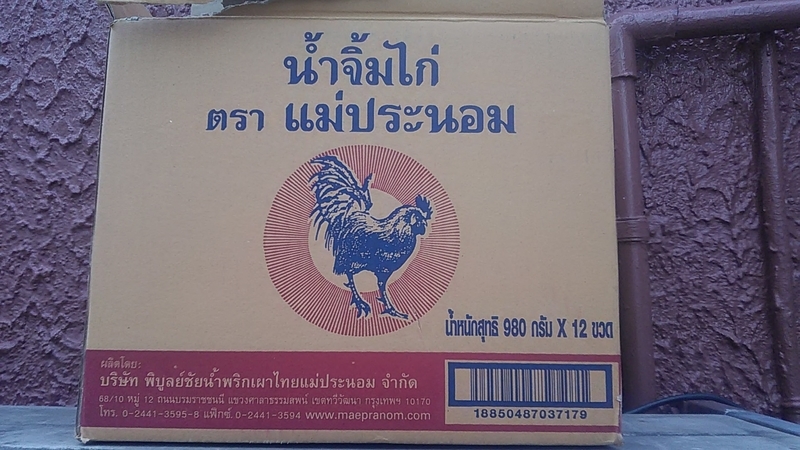 น้ำจิ้มไก่
ตรา แม่ประนอม
น้ำหนักสุทธิ 980 กรัม X 12 ขวด
ผลิตโดย:
บริษัท พิบูลย์ชัยน้ำพริกเผาไทยแม่ประนอม จำกัด
68/10 หมู่ 12 ถนนบรมราชชนนี แขวงศาลาธรรมสพน์ เขตทวีวัฒนา กรุงเทพฯ 10170
โทร. 0-2441-3595-8 แฟ็กซ์. 0-2441-3594 www.maepranom.com
18850487037179